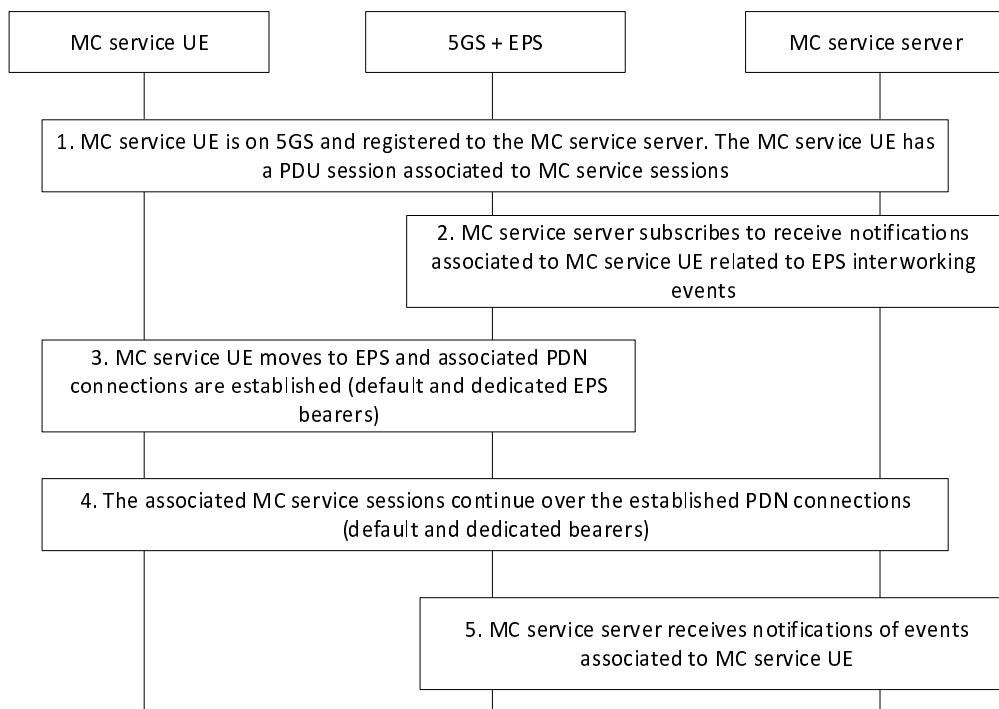 MC service UE
5GS + EPS
MC service server
1. MC service UE is on 5GS and registered to the MC service server. The MC service UE has
a PDU session associated to MC service sessions
2. MC service server subscribes to receive notifications
associated to MC service UE related to EPS interworking
events
3. MC service UE moves to EPS and associated PDN
connections are established (default and dedicated EPS
bearers)
4. The associated MC service sessions continue over the established PDN connections
(default and dedicated bearers)
5. MC service server receives notifications of events
associated to MC service UE